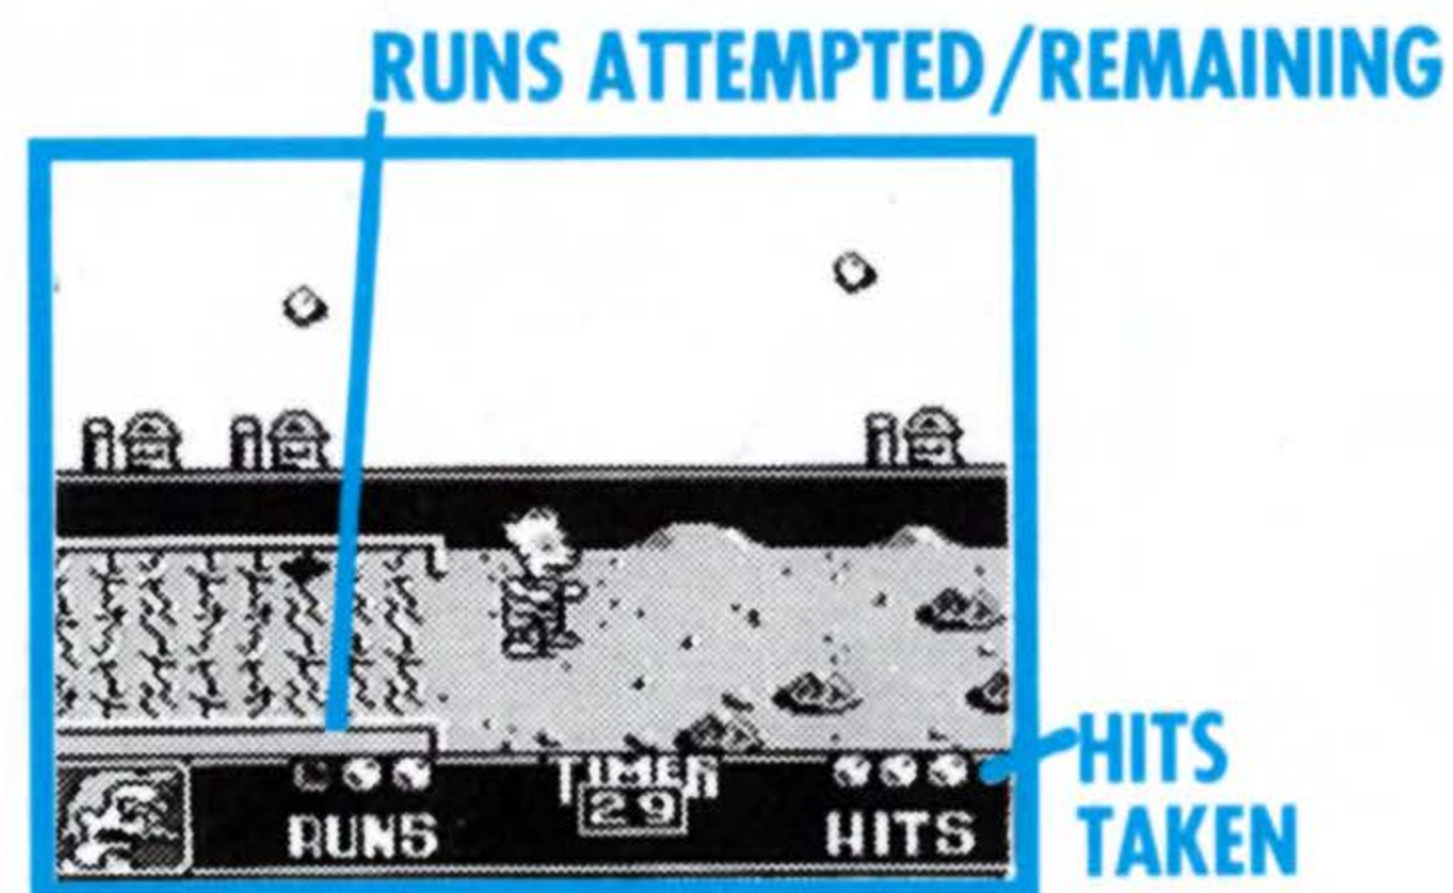 RUNS ATTEMPTED/REMAINING
TIMER
29
RUNS
HITS
HITS
TAKEN